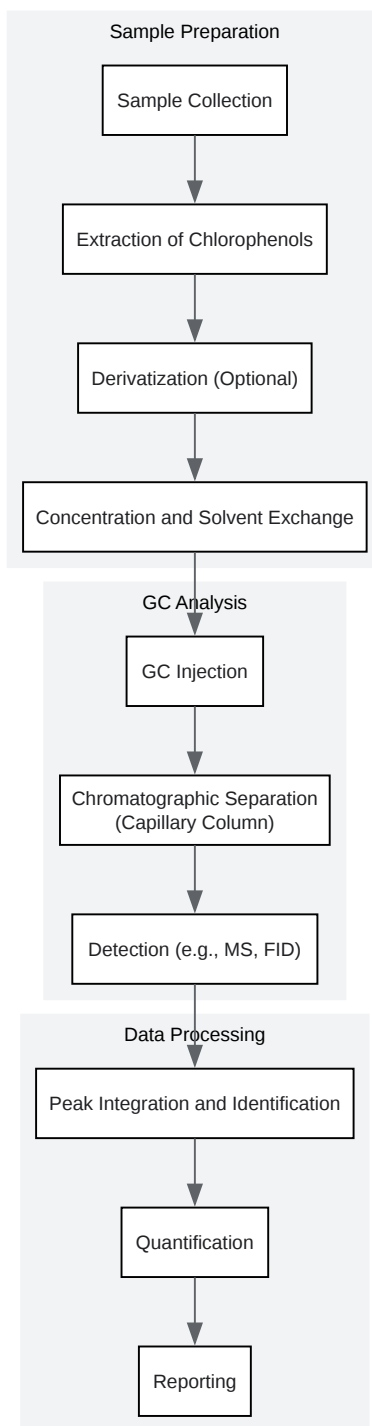 Sample Preparation
Sample Collection
Extraction of Chlorophenols
Derivatization (Optional)
Concentration and Solvent Exchange
GC Analysis
GC Injection
Chromatographic Separation
(Capillary Column)
Detection (e.g., MS, FID)
Data Processing
Peak Integration and Identification
Quantification
Reporting